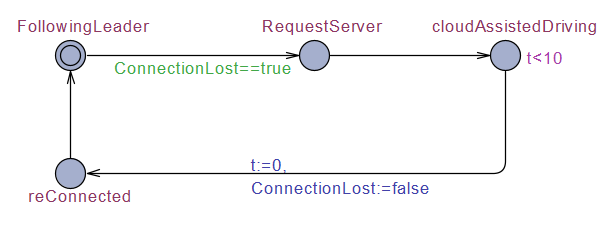 FollowingLeader
RequestServer
cloudAssistedDriving
ConnectionLost==true
t<10
t:=0,
ConnectionLost:=false
reConnected